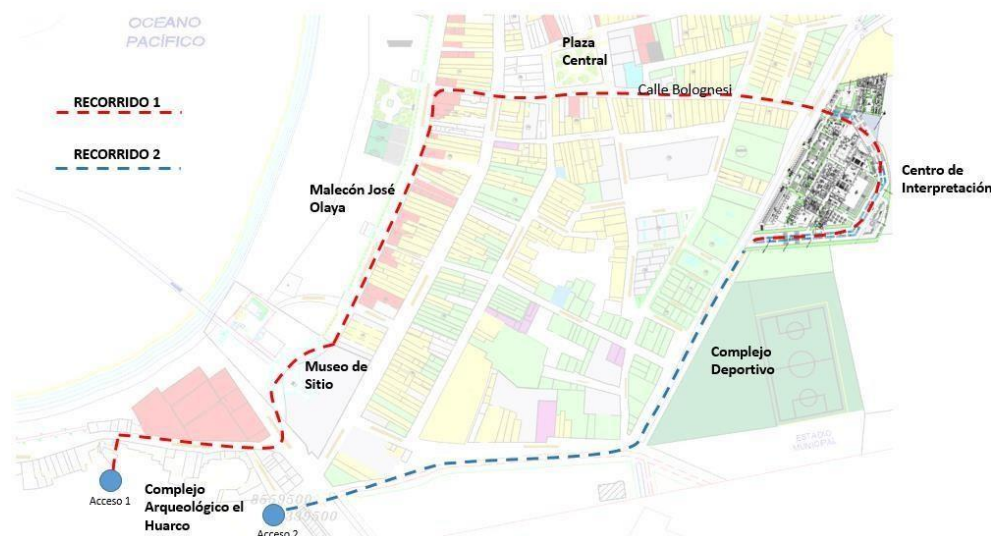 OCEANO
PACÍFICO
Plaza
Central
Calle Bolognesi
RECORRIDO 1
RECORRIDO 2
Malecón José
Olaya
Centro de
Interpretación
Museo de
Sitio
Complejo
Deportivo
ESTADIO
MUNICIPAL
Acceso 1
Complejo
Arqueológico el
Huarco
8559500
Acceso 2